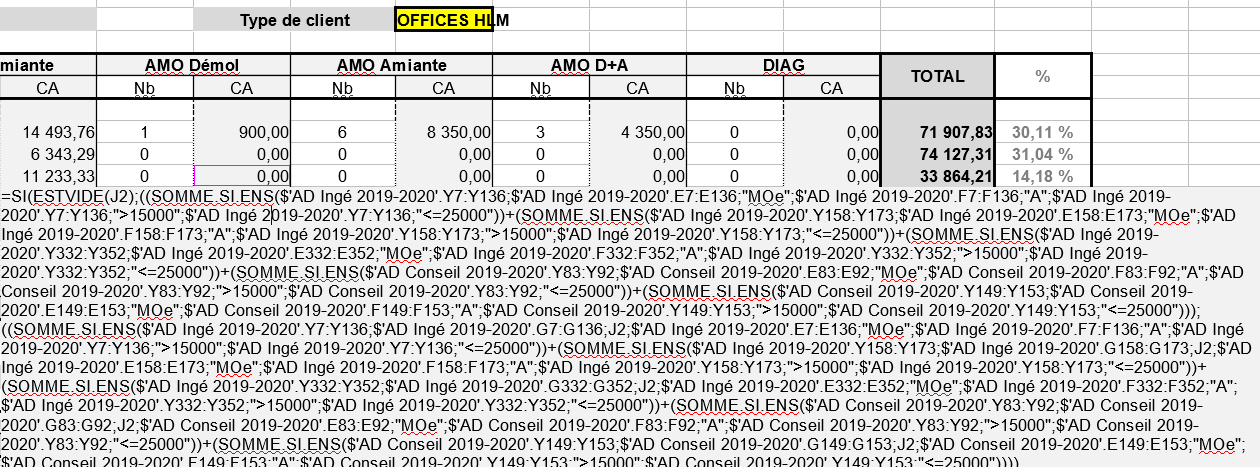 Type de client OFFICES HLM
miante AMO Démol AMO Amiante AMO D+A DIAG TOTAL %
CA Nb CA Nb CA Nb CA Nb CA
14 493,76 1 900,00 6 8 350,00 3 4 350,00 0 0,00 71 907,83 30,11 %
6 343,29 0 0,00 0 0,00 0 0,00 0 0,00 74 127,31 31,04 %
11 233,33 0 0,00 0 0,00 0 0,00 0 0,00 33 864,21 14,18 %
=SI(ESTVIDE(J2);((SOMME.SI.ENS($'AD Ingé 2019-2020'.Y7:Y136;$'AD Ingé 2019-2020'.E7:E136;"MOe";$'AD Ingé 2019-2020'.F7:F136;"A";$'AD Ingé 2019-
2020'.Y7:Y136;">15000";$'AD Ingé 2019-2020'.Y7:Y136;"<=25000"))+(SOMME.SI.ENS($'AD Ingé 2019-2020'.Y158:Y173;$'AD Ingé 2019-2020'.E158:E173;"MOe";$'AD
Ingé 2019-2020'.F158:F173;"A";$'AD Ingé 2019-2020'.Y158:Y173;">15000";$'AD Ingé 2019-2020'.Y158:Y173;"<=25000"))+(SOMME.SI.ENS($'AD Ingé 2019-
2020'.Y332:Y352;$'AD Ingé 2019-2020'.E332:E352;"MOe";$'AD Ingé 2019-2020'.F332:F352;"A";$'AD Ingé 2019-2020'.Y332:Y352;">15000";$'AD Ingé 2019-
2020'.Y332:Y352;"<=25000"))+(SOMME.SI.ENS($'AD Conseil 2019-2020'.Y83:Y92;$'AD Conseil 2019-2020'.E83:E92;"MOe";$'AD Conseil 2019-2020'.F83:F92;"A";$'AD
Conseil 2019-2020'.Y83:Y92;">15000";$'AD Conseil 2019-2020'.Y83:Y92;"<=25000"))+(SOMME.SI.ENS($'AD Conseil 2019-2020'.Y149:Y153;$'AD Conseil 2019-
2020'.E149:E153;"MOe";$'AD Conseil 2019-2020'.F149:F153;"A";$'AD Conseil 2019-2020'.Y149:Y153;">15000";$'AD Conseil 2019-2020'.Y149:Y153;"<=25000")));
((SOMME.SI.ENS($'AD Ingé 2019-2020'.Y7:Y136;$'AD Ingé 2019-2020'.G7:G136;J2;$'AD Ingé 2019-2020'.E7:E136;"MOe";$'AD Ingé 2019-2020'.F7:F136;"A";$'AD Ingé
2019-2020'.Y7:Y136;">15000";$'AD Ingé 2019-2020'.Y7:Y136;"<=25000"))+(SOMME.SI.ENS($'AD Ingé 2019-2020'.Y158:Y173;$'AD Ingé 2019-2020'.G158:G173;J2;$'AD
Ingé 2019-2020'.E158:E173;"MOe";$'AD Ingé 2019-2020'.F158:F173;"A";$'AD Ingé 2019-2020'.Y158:Y173;">15000";$'AD Ingé 2019-2020'.Y158:Y173;"<=25000"))+
(SOMME.SI.ENS($'AD Ingé 2019-2020'.Y332:Y352;$'AD Ingé 2019-2020'.G332:G352;J2;$'AD Ingé 2019-2020'.E332:E352;"MOe";$'AD Ingé 2019-2020'.F332:F352;"A";
$'AD Ingé 2019-2020'.Y332:Y352;">15000";$'AD Ingé 2019-2020'.Y332:Y352;"<=25000"))+(SOMME.SI.ENS($'AD Conseil 2019-2020'.Y83:Y92;$'AD Conseil 2019-
2020'.G83:G92;J2;$'AD Conseil 2019-2020'.E83:E92;"MOe";$'AD Conseil 2019-2020'.F83:F92;"A";$'AD Conseil 2019-2020'.Y83:Y92;">15000";$'AD Conseil 2019-
2020'.Y83:Y92;"<=25000"))+(SOMME.SI.ENS($'AD Conseil 2019-2020'.Y149:Y153;$'AD Conseil 2019-2020'.G149:G153;J2;$'AD Conseil 2019-2020'.E149:E153;"MOe";
$'AD Conseil 2019-2020'.F149:F153;"A";$'AD Conseil 2019-2020'.Y149:Y153;">15000";$'AD Conseil 2019-2020'.Y149:Y153;"<=25000"))))